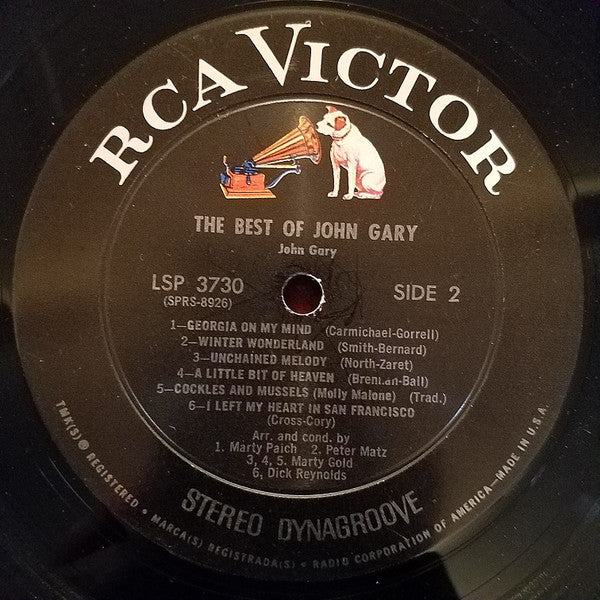 RCA VICTOR
THE BEST OF JOHN GARY
John Gary
LSP 3730
(SPRS-8926)
SIDE 2
1—GEORGIA ON MY MIND (Carmichael-Gorrell)
2—WINTER WONDERLAND (Smith-Bernard)
3—UNCHAINED MELODY (North-Zaret)
4—A LITTLE BIT OF HEAVEN (Brennan-Ball)
5—COCKLES AND MUSSELS (Molly Malone) (Trad.)
6—I LEFT MY HEART IN SAN FRANCISCO
(Cross-Cory)
Arr. and cond. by
1. Marty Paich 2. Peter Matz
3, 4, 5. Marty Gold
6, Dick Reynolds
STEREO DYNAGROOVE
TMK(S) ® REGISTERED • MARCA(S) REGISTRADA(S) • RADIO CORPORATION OF AMERICA—MADE IN U.S.A.